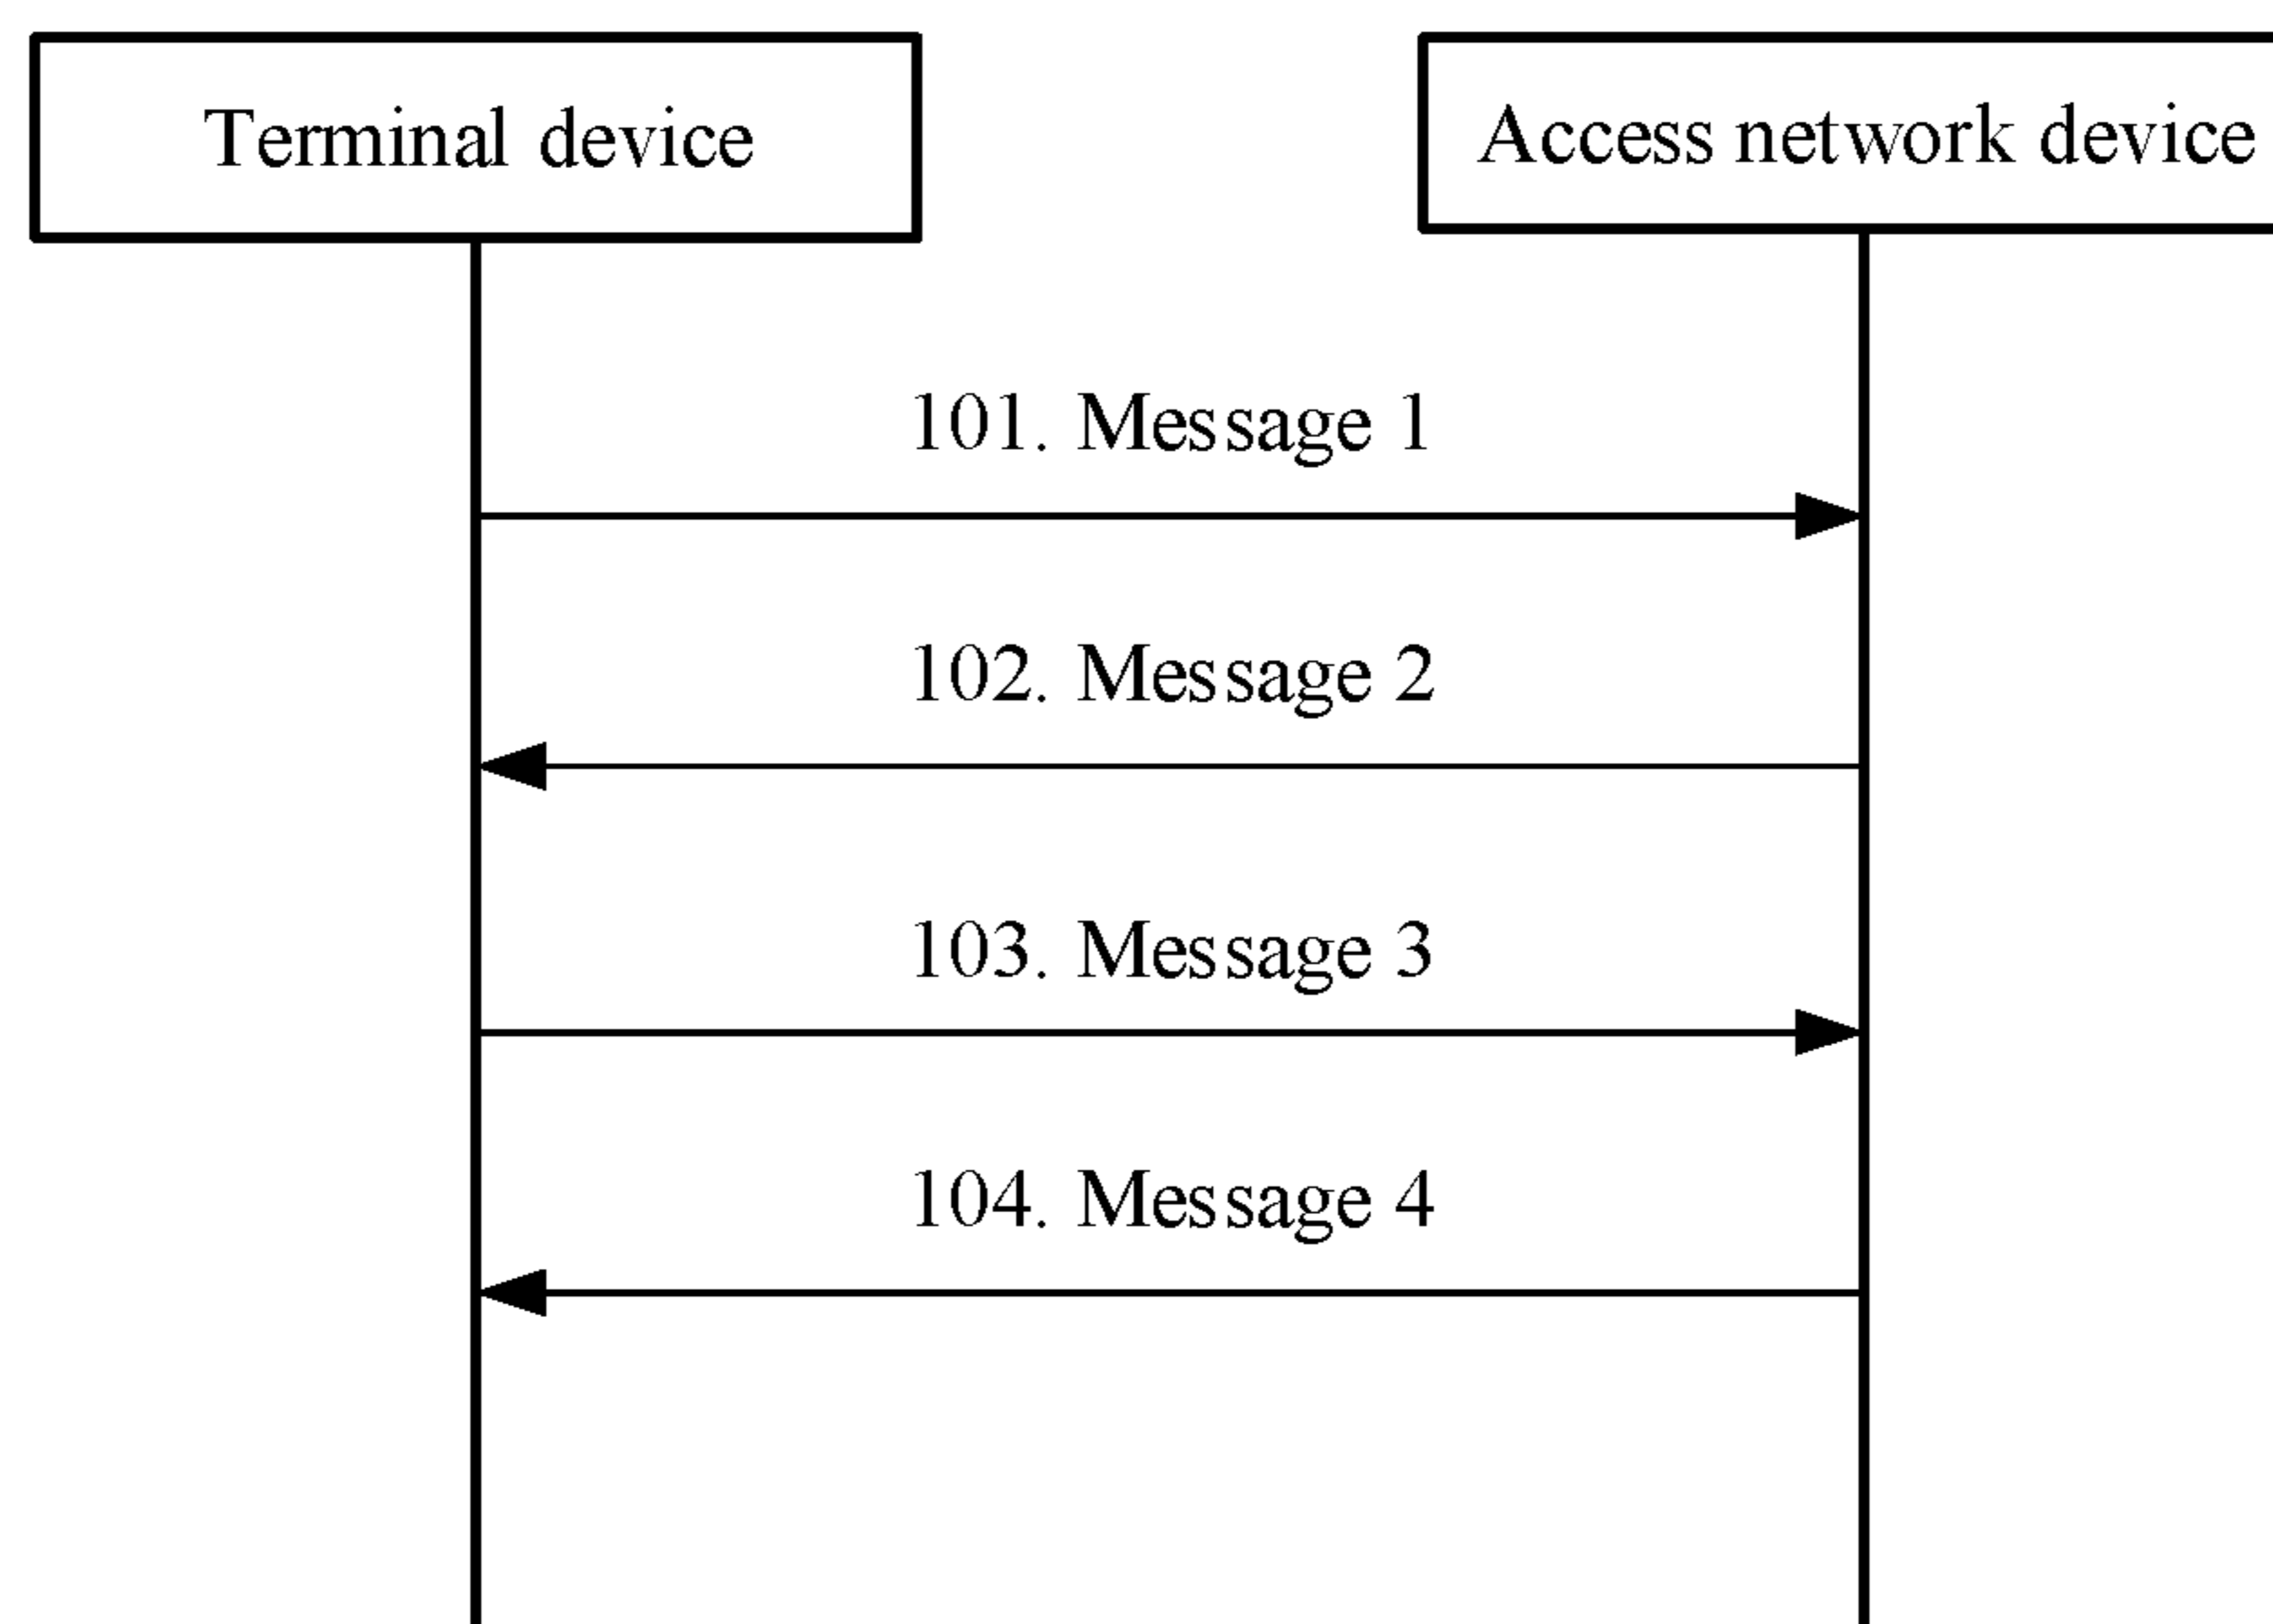 Terminal device
Access network device
101. Message 1
102. Message 2
103. Message 3
104. Message 4